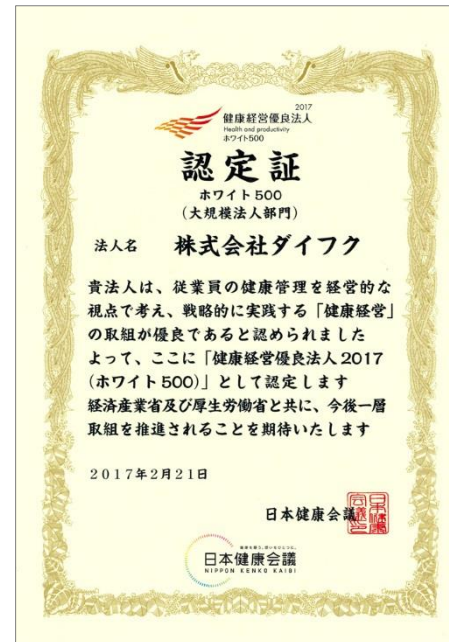 2017
健康経営優良法人
Health and productivity
ホワイト500
認定証
ホワイト500
(大規模法人部門)
法人名 株式会社ダイフク
貴法人は、従業員の健康管理を経営的な
視点で考え、戦略的に実践する「健康経営」
の取組が優良であると認められました
よって、ここに「健康経営優良法人2017
(ホワイト500)」として認定します
経済産業省及び厚生労働省と共に、今後一層
取組を推進されることを期待いたします
2017年2月21日
日本健康会議
日本健康会議
NIPPON KENKO KAIGI